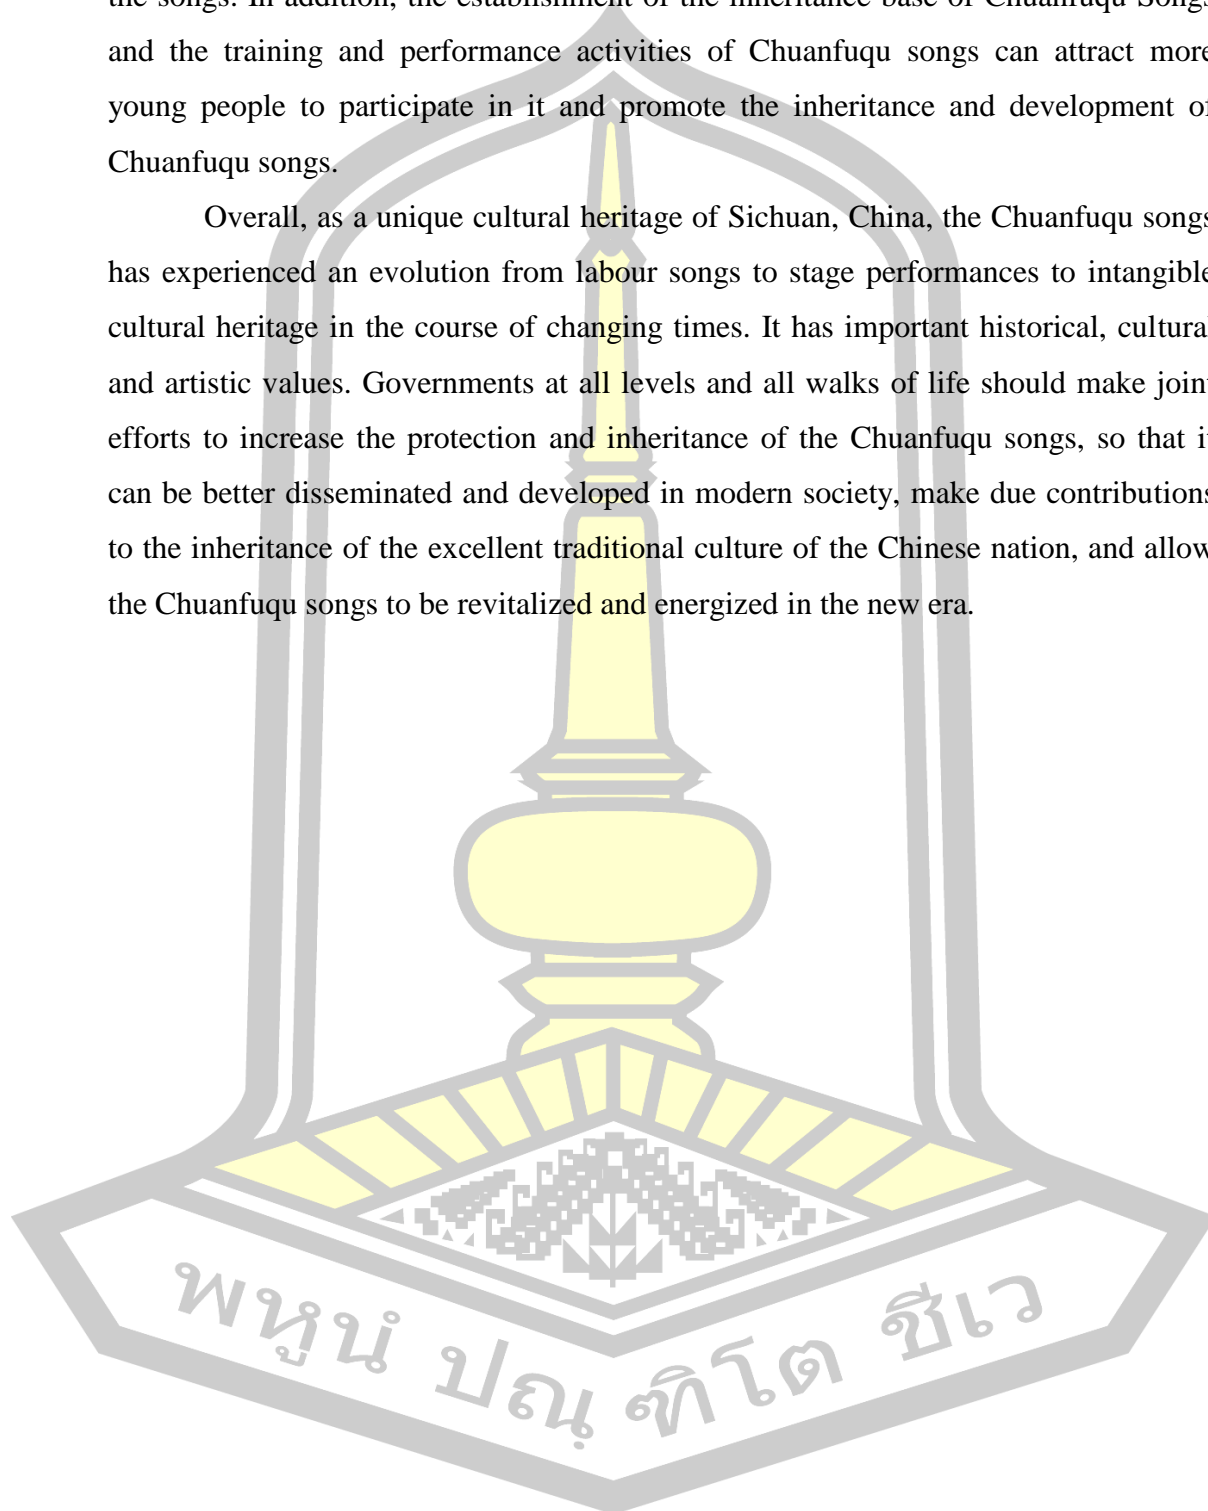 the songs. In addition, the establishment of the inheritance base of Chuanfuqu Songs
and the training and performance activities of Chuanfuqu songs can attract more
young people to participate in it and promote the inheritance and development of
Chuanfuqu songs.
Overall, as a unique cultural heritage of Sichuan, China, the Chuanfuqu songs
has experienced an evolution from labour songs to stage performances to intangible
cultural heritage in the course of changing times. It has important historical, cultural
and artistic values. Governments at all levels and all walks of life should make joint
efforts to increase the protection and inheritance of the Chuanfuqu songs, so that it
can be better disseminated and developed in modern society, make due contributions
to the inheritance of the excellent traditional culture of the Chinese nation, and allow
the Chuanfuqu songs to be revitalized and energized in the new era.
พหูนํ ปณฺ ฑิโต ชีเว